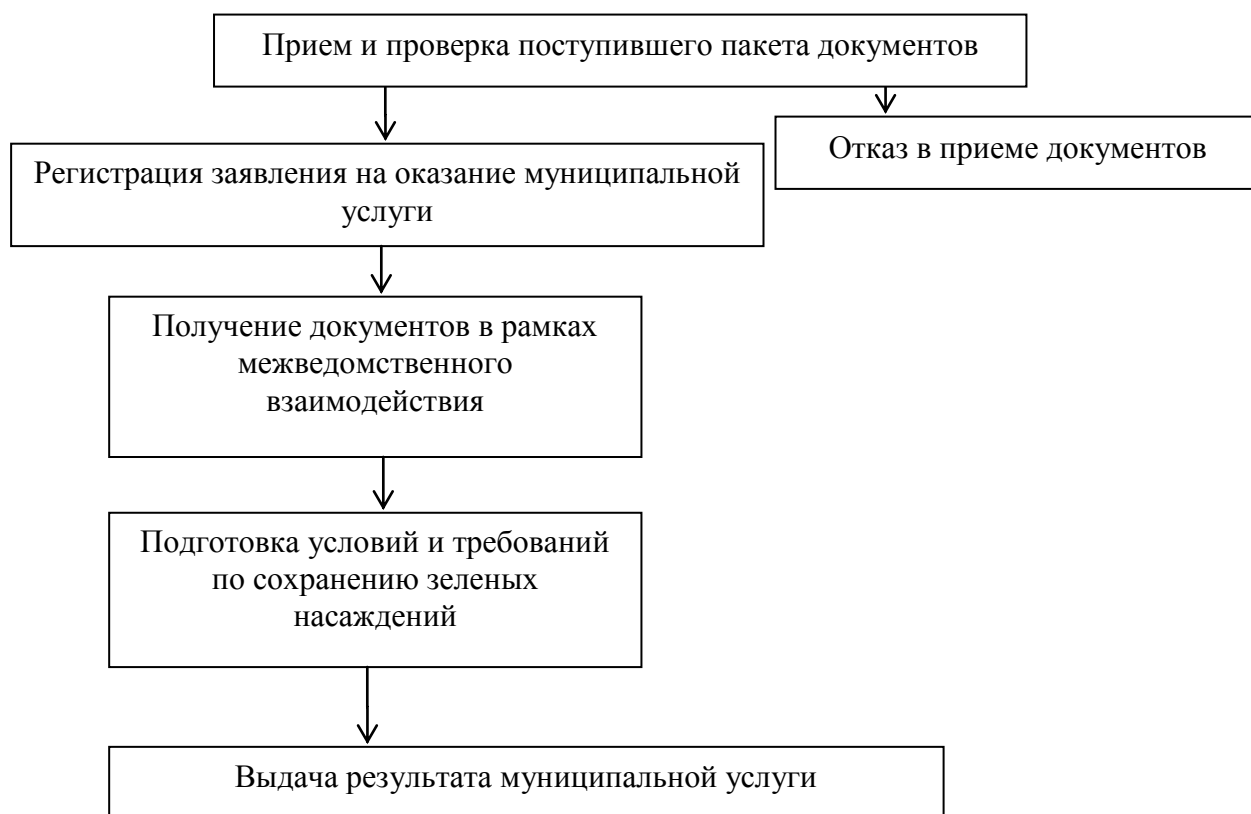 Прием и проверка поступившего пакета документов
Отказ в приеме документов
Регистрация заявления на оказание муниципальной
услуги
Получение документов в рамках
межведомственного
взаимодействия
Подготовка условий и требований
по сохранению зеленых
насаждений
Выдача результата муниципальной услуги